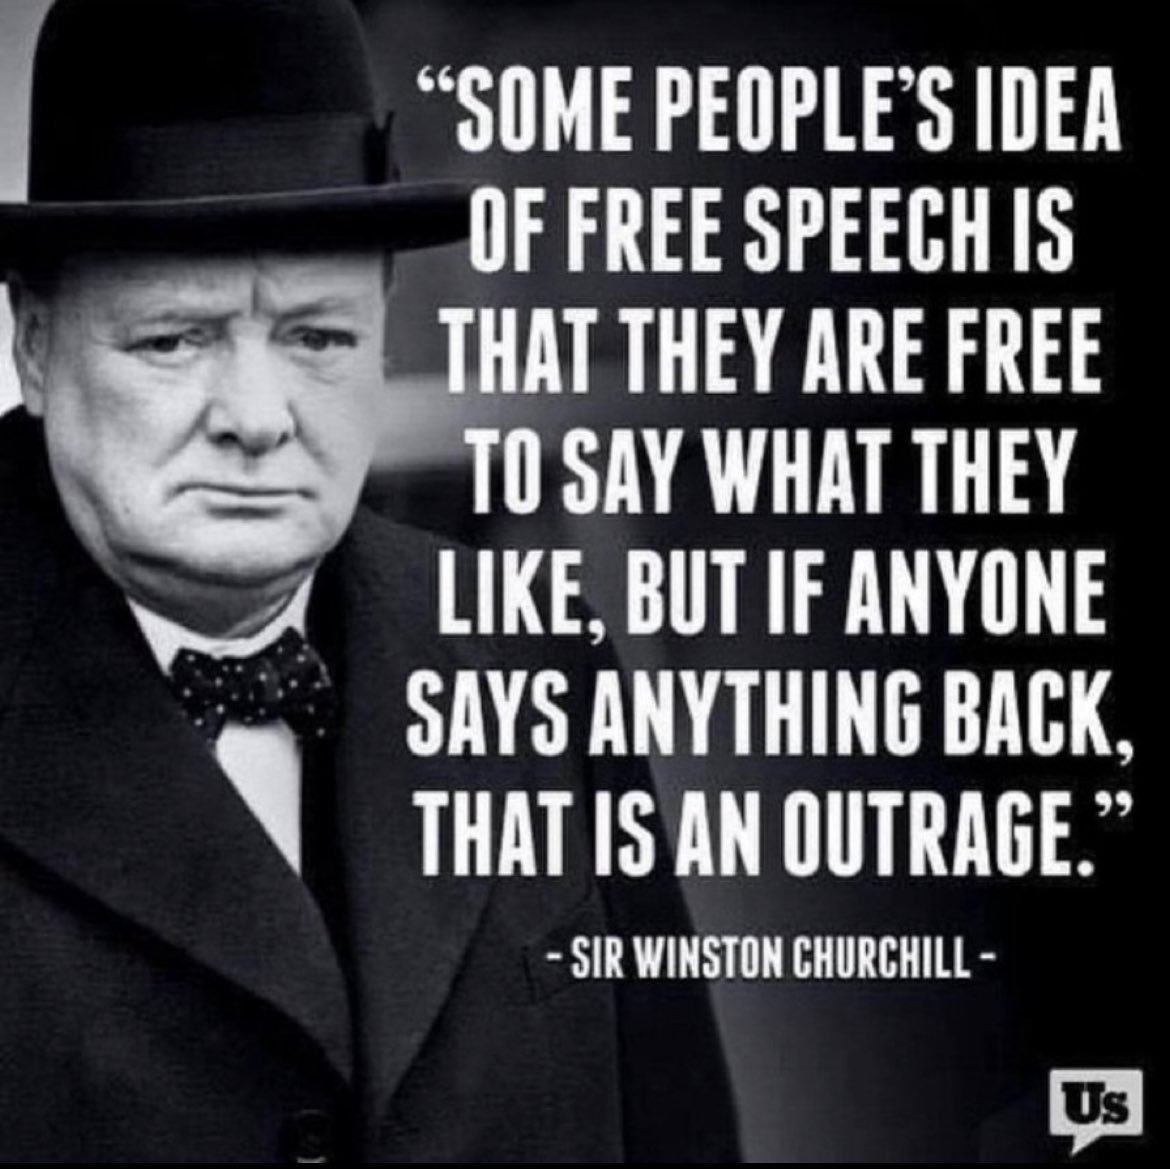 “SOME PEOPLE’S IDEA
OF FREE SPEECH IS
THAT THEY ARE FREE
TO SAY WHAT THEY
LIKE, BUT IF ANYONE
SAYS ANYTHING BACK,
THAT IS AN OUTRAGE.”
- SIR WINSTON CHURCHILL -
Us